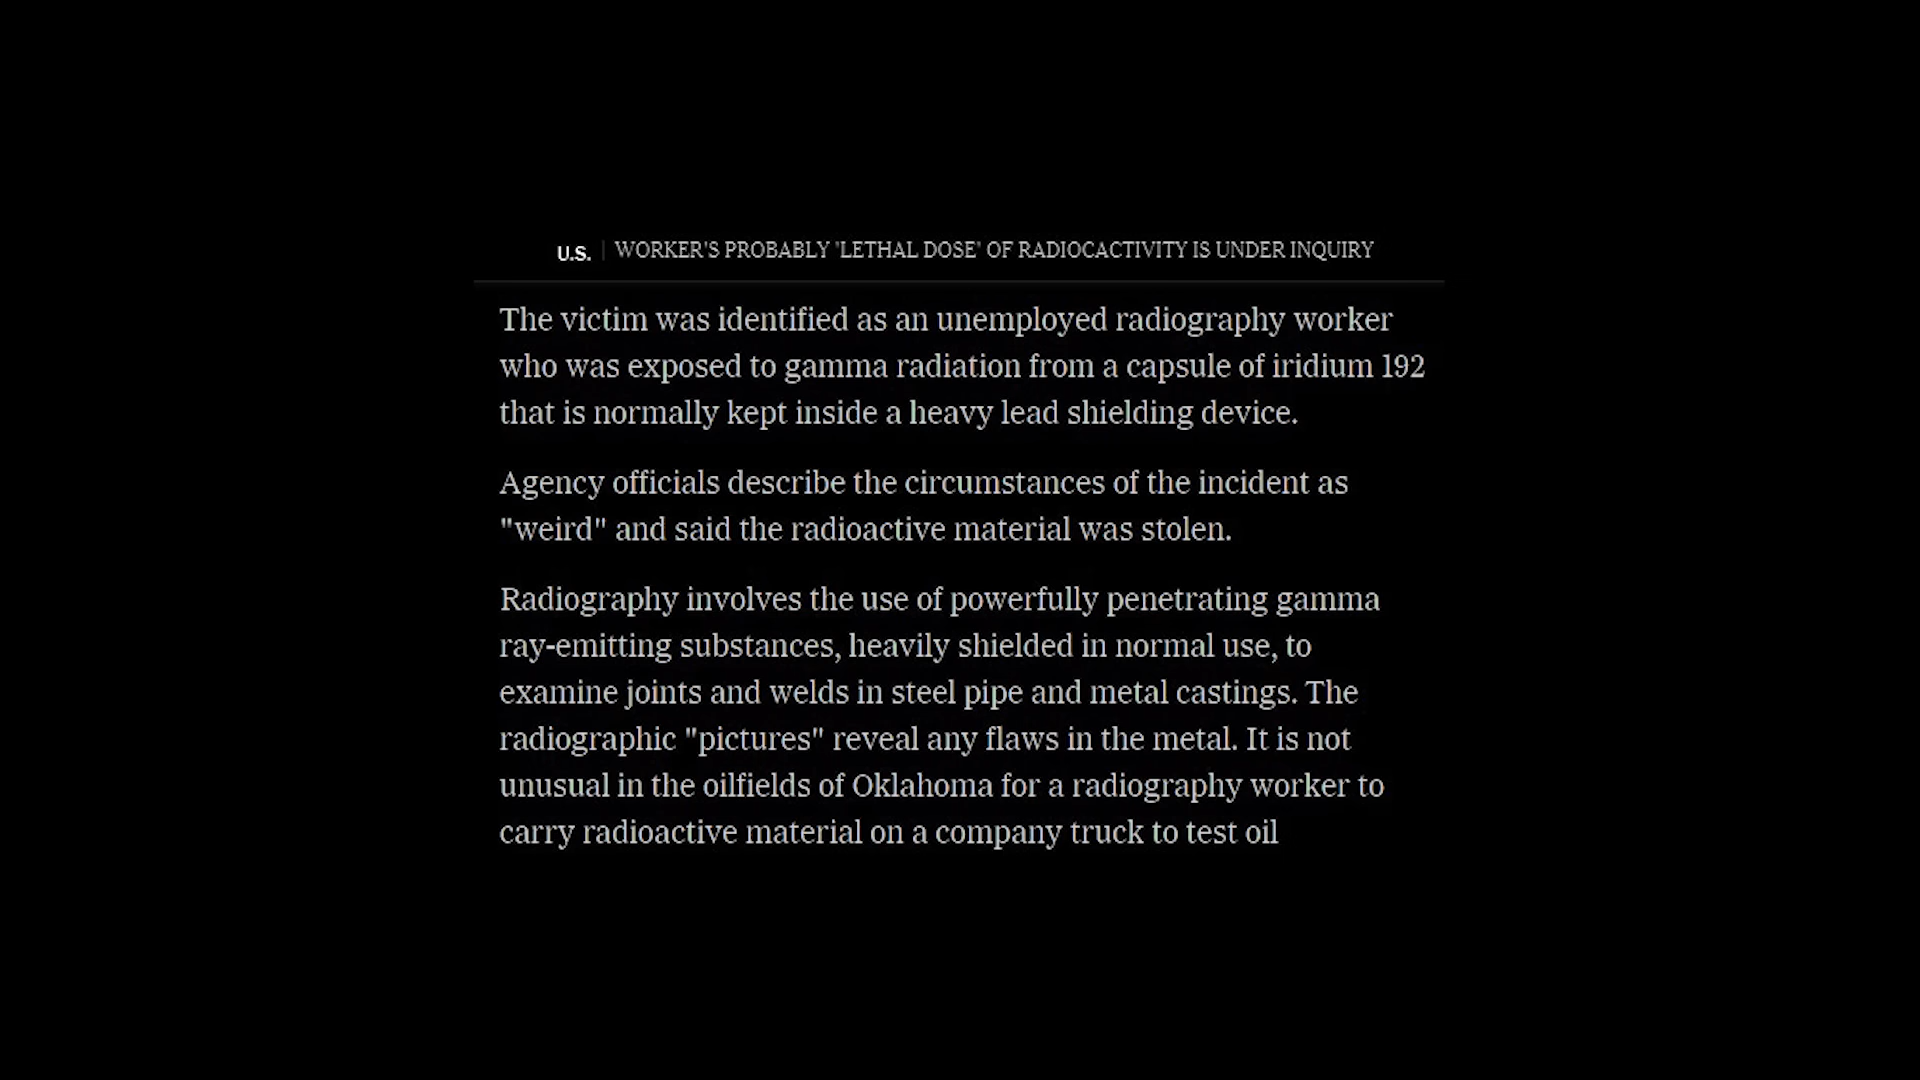 U.S. | WORKER'S PROBABLY 'LETHAL DOSE' OF RADIOCACTIVITY IS UNDER INQUIRY
The victim was identified as an unemployed radiography worker
who was exposed to gamma radiation from a capsule of iridium 192
that is normally kept inside a heavy lead shielding device.
Agency officials describe the circumstances of the incident as
"weird" and said the radioactive material was stolen.
Radiography involves the use of powerfully penetrating gamma
ray-emitting substances, heavily shielded in normal use, to
examine joints and welds in steel pipe and metal castings. The
radiographic "pictures" reveal any flaws in the metal. It is not
unusual in the oilfields of Oklahoma for a radiography worker to
carry radioactive material on a company truck to test oil